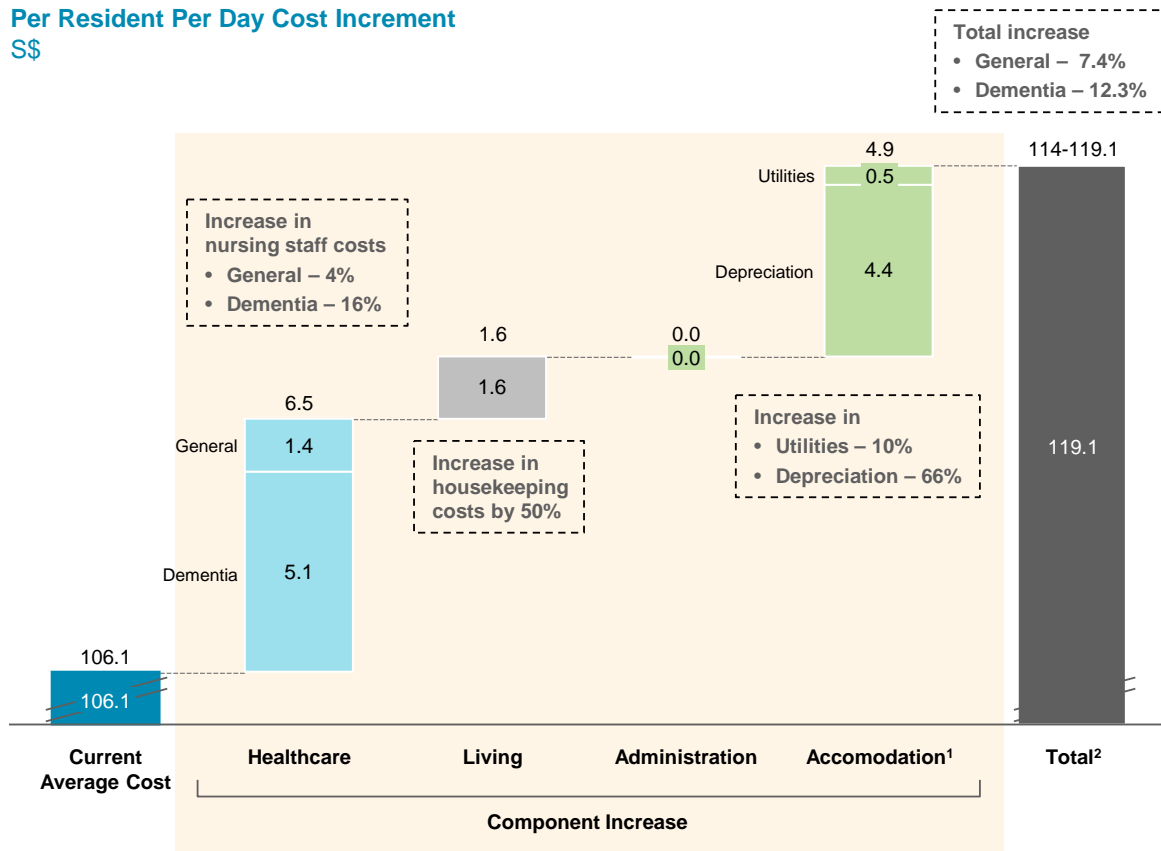 Per Resident Per Day Cost Increment
S$
Total increase
• General – 7.4%
• Dementia – 12.3%
4.9
114-119.1
Utilities
0.5
Increase in
nursing staff costs
• General – 4%
• Dementia – 16%
Depreciation
4.4
1.6
0.0
0.0
1.6
6.5
Increase in
• Utilities – 10%
• Depreciation – 66%
General
1.4
119.1
Increase in
housekeeping
costs by 50%
Dementia
5.1
106.1
106.1
Current
Average Cost
Healthcare
Living
Administration
Accomodation¹
Total²
Component Increase